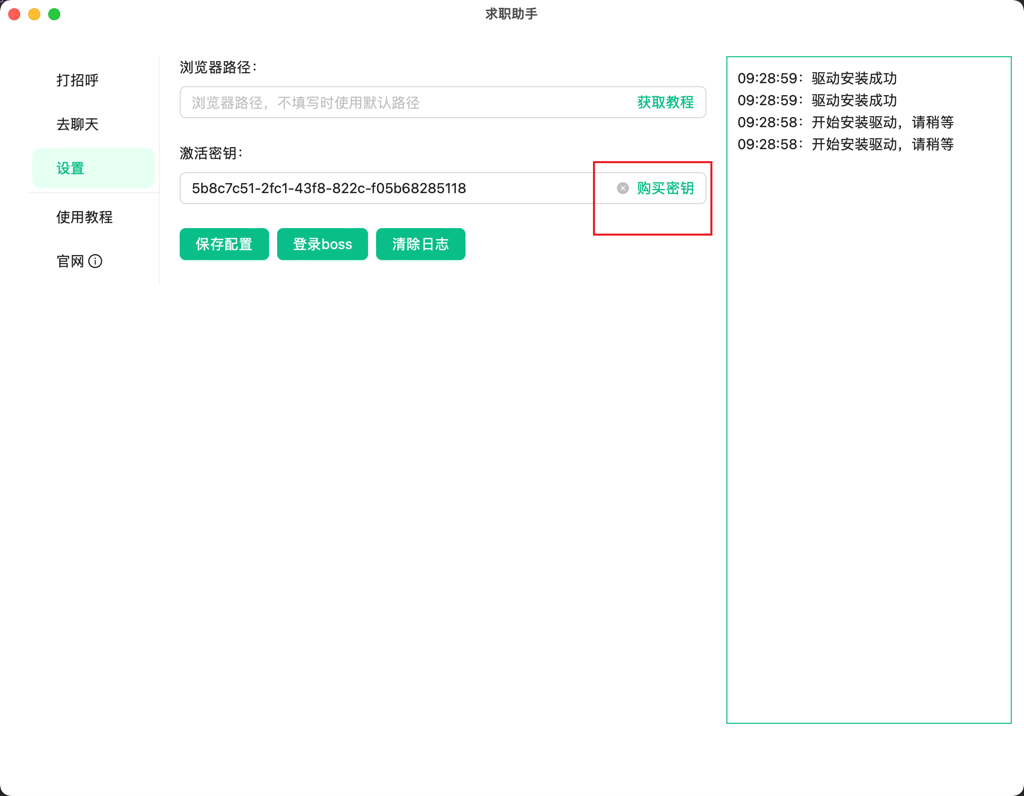 求职助手
打招呼
去聊天
设置
使用教程
官网
浏览器路径：
浏览器路径，不填写时使用默认路径 获取教程
激活密钥：
5b8c7c51-2fc1-43f8-822c-f05b68285118 购买密钥
保存配置 登录boss 清除日志
09:28:59：驱动安装成功
09:28:59：驱动安装成功
09:28:58：开始安装驱动，请稍等
09:28:58：开始安装驱动，请稍等